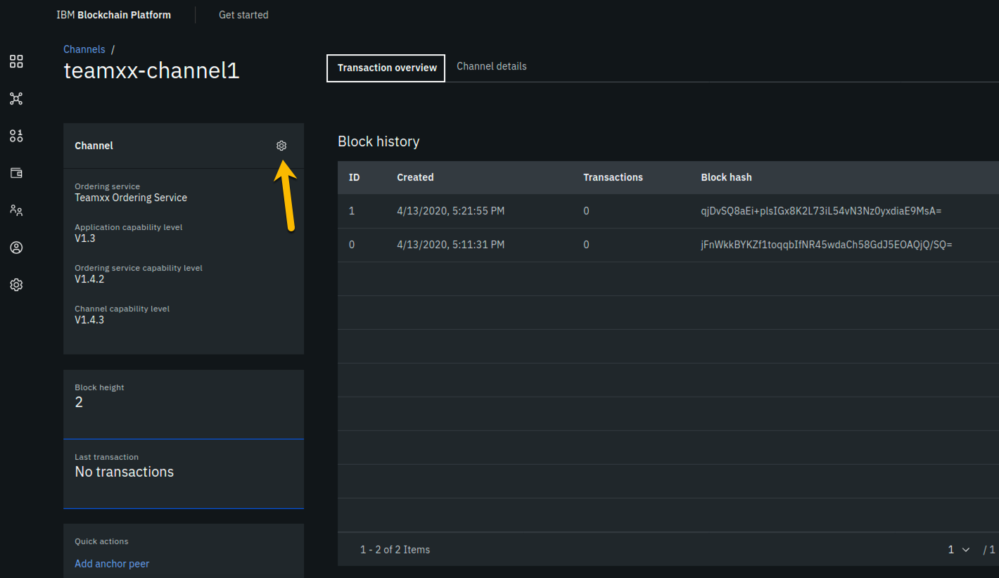 IBM Blockchain Platform
Get started
Channels /
teamxx-channel1
Transaction overview
Channel details
Channel
Ordering service
Teamxx Ordering Service
Application capability level
V1.3
Ordering service capability level
V1.4.2
Channel capability level
V1.4.3
Block height
2
Last transaction
No transactions
Quick actions
Add anchor peer
Block history
ID Created Transactions Block hash
1 4/13/2020, 5:21:55 PM 0 qjDvSQ8aEi+plsIGx8K2L73iL54vN3Nz0yxdiaE9MsA=
0 4/13/2020, 5:11:31 PM 0 jFnWkkBYKZf1toqqbIfNR45wdaCh58GdJ5EOAQjQ/SQ=
1 - 2 of 2 Items
1 / 1